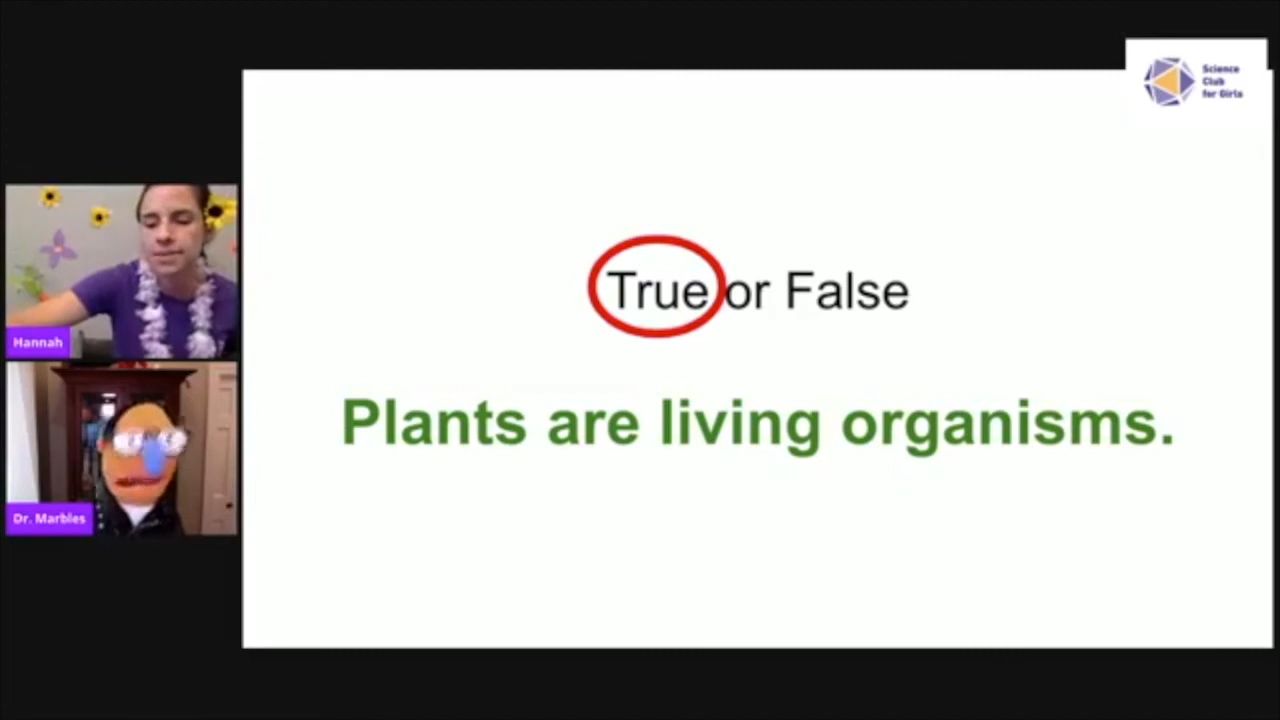 Science
Club
for Girls
True or False
Plants are living organisms.
Hannah
Dr. Marbles